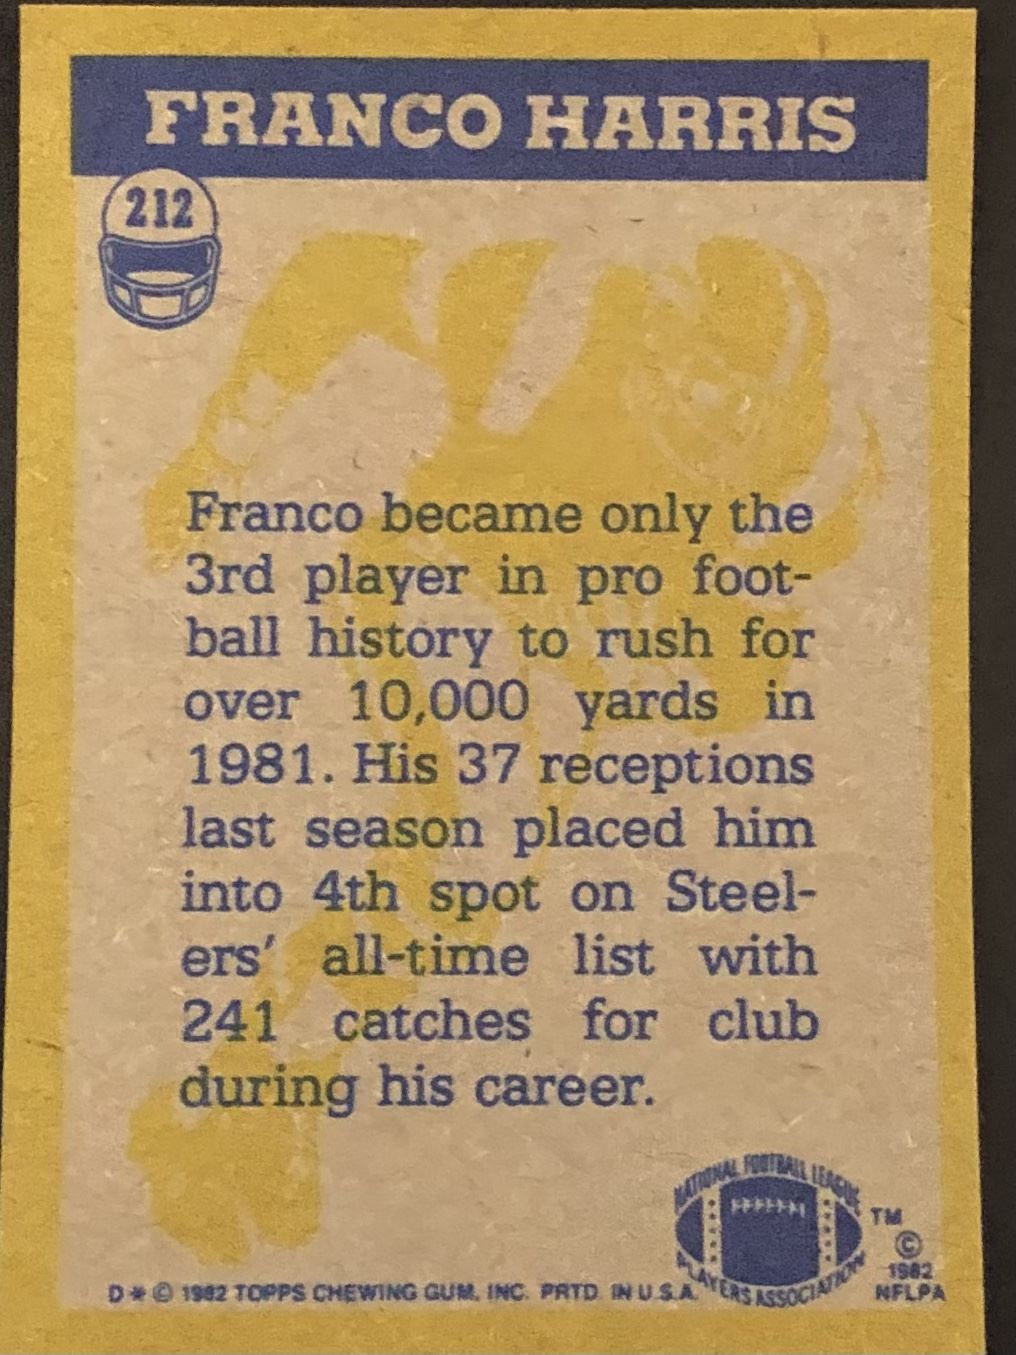 FRANCO HARRIS
212
Franco became only the
3rd player in pro foot-
ball history to rush for
over 10,000 yards in
1981. His 37 receptions
last season placed him
into 4th spot on Steel-
ers' all-time list with
241 catches for club
during his career.
NATIONAL FOOTBALL LEAGUE
PLAYERS ASSOCIATION
TM
©
1982
NFLPA
D * © 1982 TOPPS CHEWING GUM, INC. PRTD. IN U.S.A.